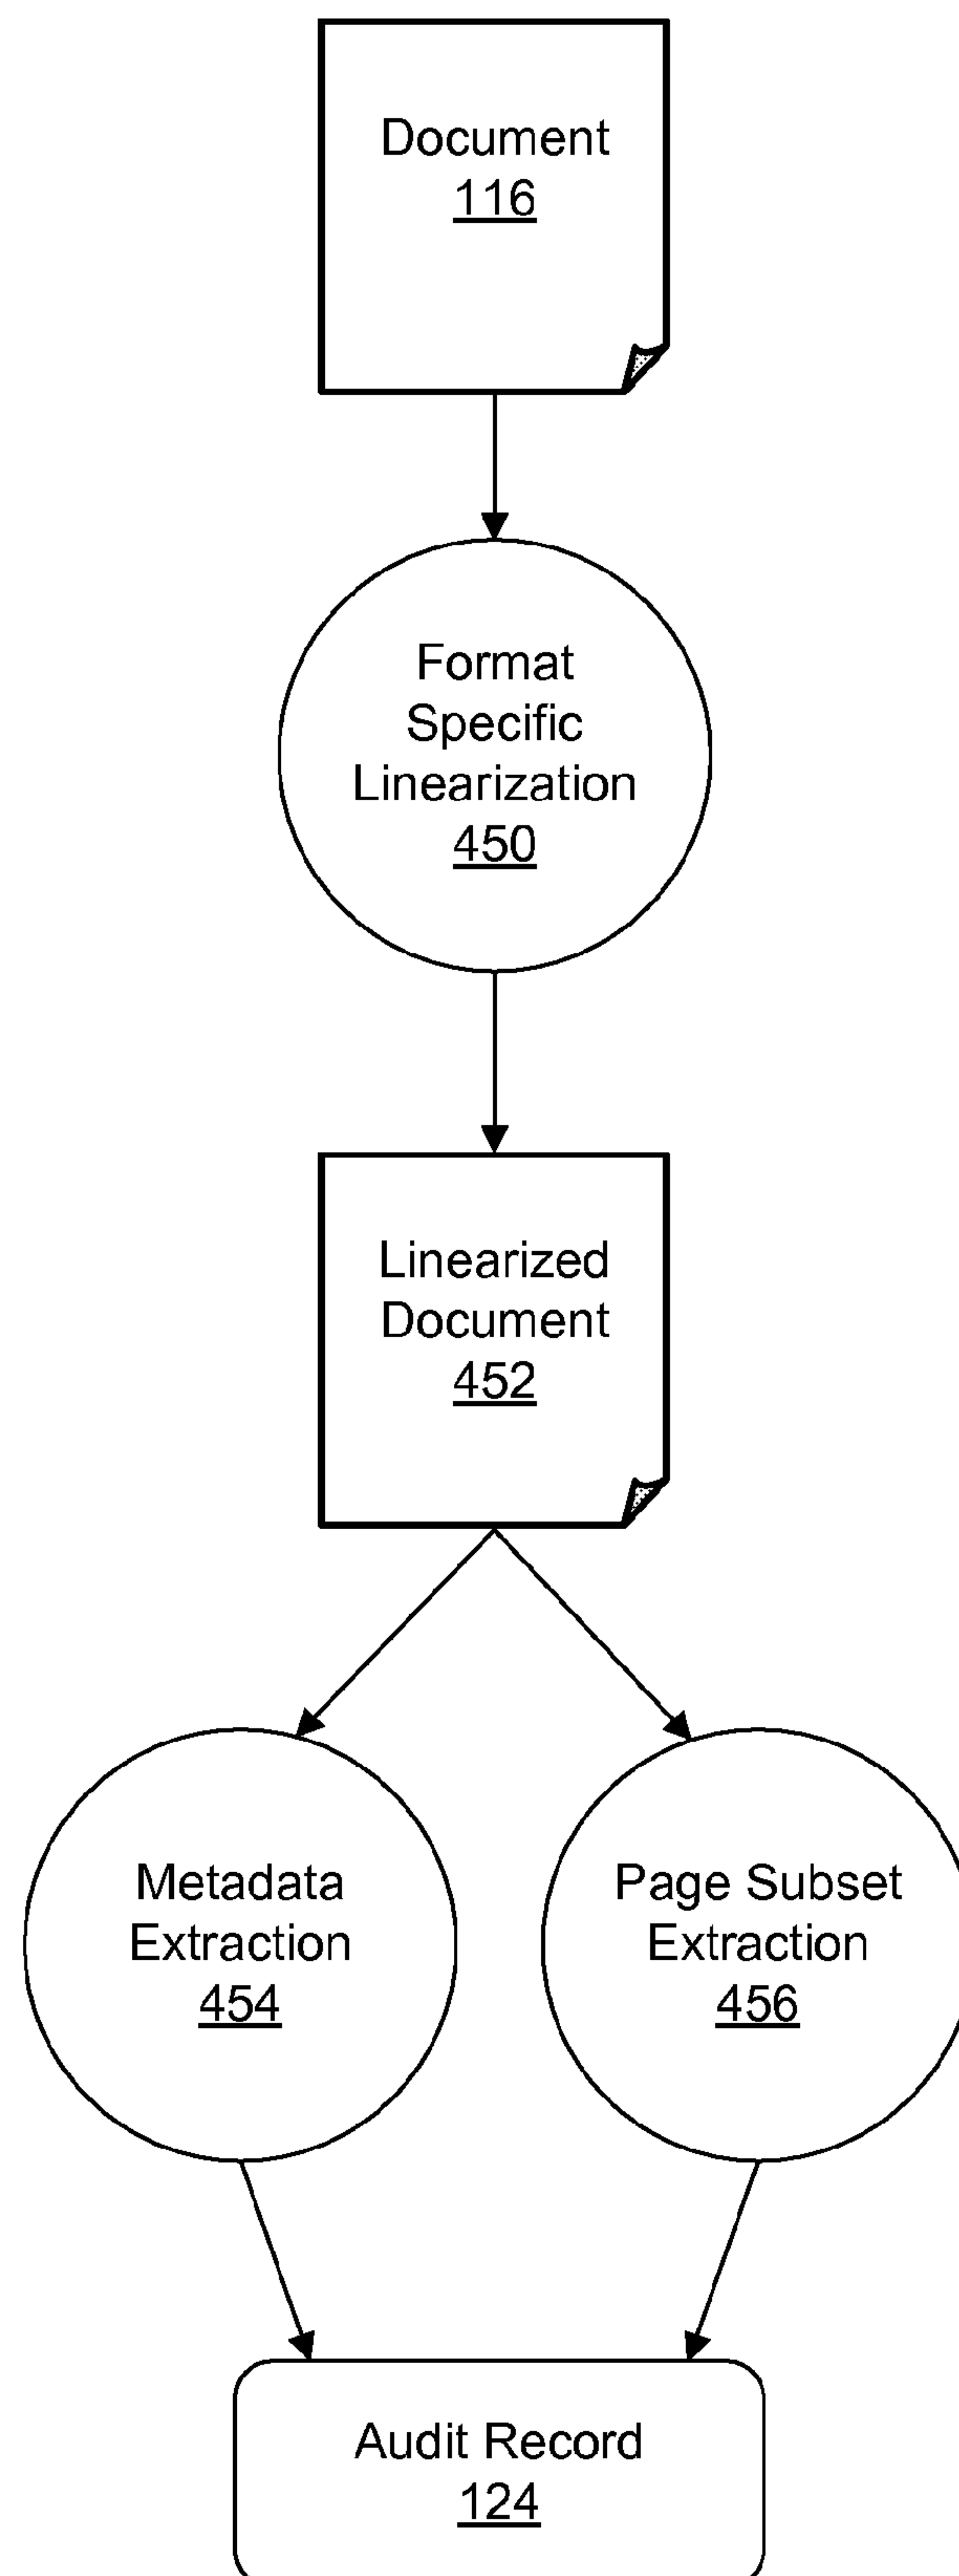 Document
116
Format
Specific
Linearization
450
Linearized
Document
452
Metadata
Extraction
454
Page Subset
Extraction
456
Audit Record
124